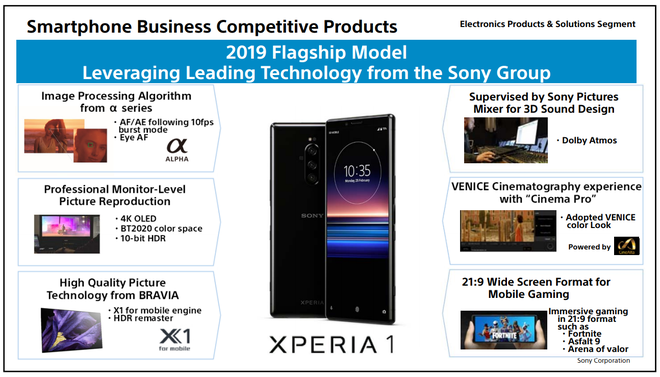 Smartphone Business Competitive Products
Electronics Products & Solutions Segment
2019 Flagship Model
Leveraging Leading Technology from the Sony Group
Image Processing Algorithm
from α series
・AF/AE following 10fps
burst mode
・Eye AF
α
ALPHA
Professional Monitor-Level
Picture Reproduction
・4K OLED
・BT2020 color space
・10-bit HDR
High Quality Picture
Technology from BRAVIA
・X1 for mobile engine
・HDR remaster
X1
for mobile
SONY
XPERIA
10:35
XPERIA 1
Supervised by Sony Pictures
Mixer for 3D Sound Design
・Dolby Atmos
VENICE Cinematography experience
with “Cinema Pro”
・Adopted VENICE
color Look
Powered by
CineAlta
21:9 Wide Screen Format for
Mobile Gaming
Immersive gaming
in 21:9 format
such as
・Fortnite
・Asfalt 9
・Arena of valor
FORTNITE
Sony Corporation